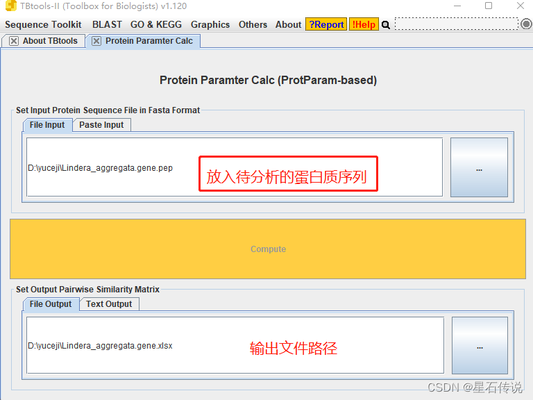 TBtools-II (Toolbox for Biologists) v1.120
Sequence Toolkit BLAST GO & KEGG Graphics Others About ?Report !Help
About TBtools Protein Paramter Calc
Protein Paramter Calc (ProtParam-based)
Set Input Protein Sequence File in Fasta Format
File Input Paste Input
D:\yuceji\Lindera_aggregata.gene.pep
放入待分析的蛋白质序列
...
Compute
Set Output Pairwise Similarity Matrix
File Output Text Output
D:\yuceji\Lindera_aggregata.gene.xlsx
输出文件路径
...
CSDN @星石传说